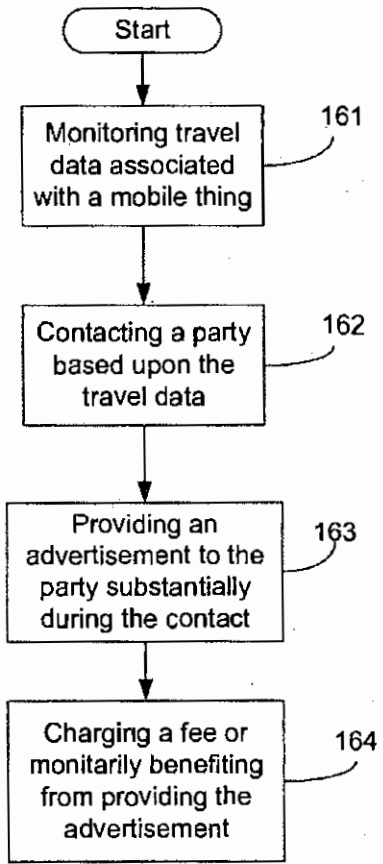 Start
Monitoring travel
data associated
with a mobile thing
161
Contacting a party
based upon the
travel data
162
Providing an
advertisement to the
party substantially
during the contact
163
Charging a fee or
monitarily benefiting
from providing the
advertisement
164